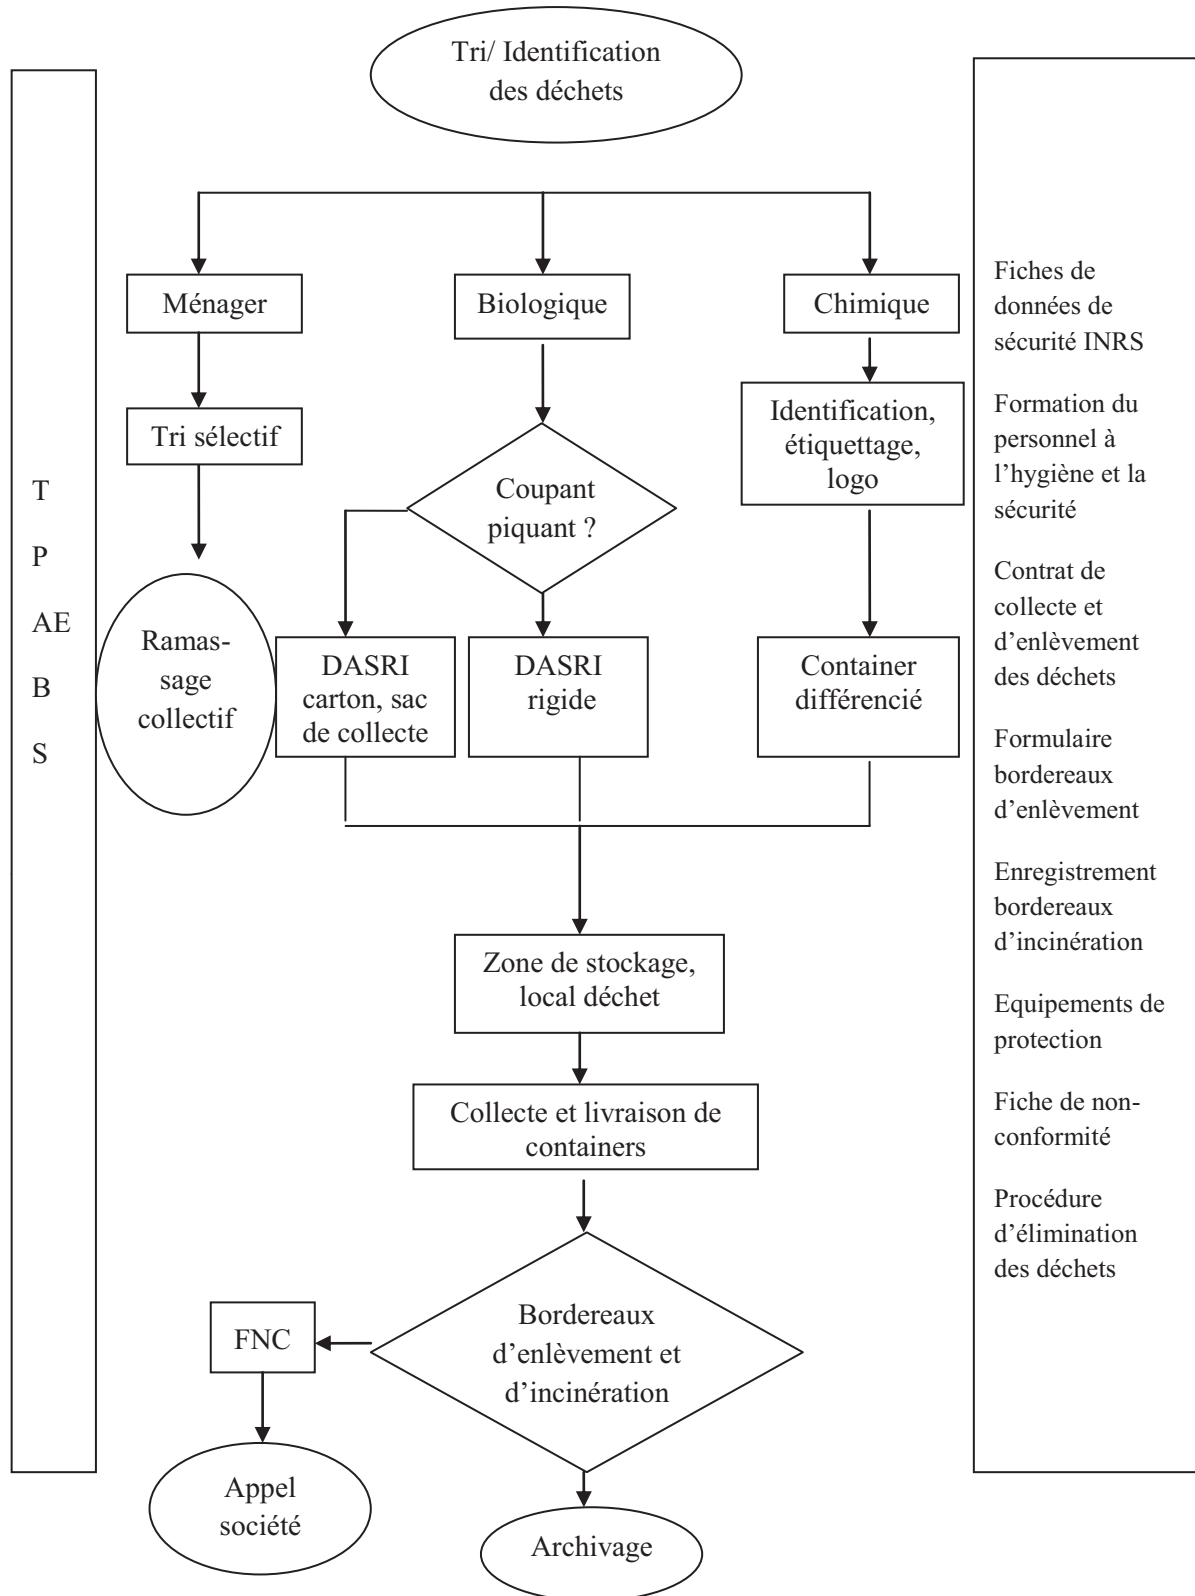 Tri/ Identification
des déchets
Ménager
Biologique
Chimique
Tri sélectif
Coupant
piquant ?
Identification,
étiquettage,
logo
Ramas-
sage
collectif
DASRI
carton, sac
de collecte
DASRI
rigide
Container
différencié
Zone de stockage,
local déchet
Collecte et livraison de
containers
Bordereaux
d’enlèvement et
d’incinération
FNC
Appel
société
Archivage
T
P
AE
B
S
Fiches de
données de
sécurité INRS
Formation du
personnel à
l’hygiène et la
sécurité
Contrat de
collecte et
d’enlèvement
des déchets
Formulaire
bordereaux
d’enlèvement
Enregistrement
bordereaux
d’incinération
Equipements de
protection
Fiche de non-
conformité
Procédure
d’élimination
des déchets